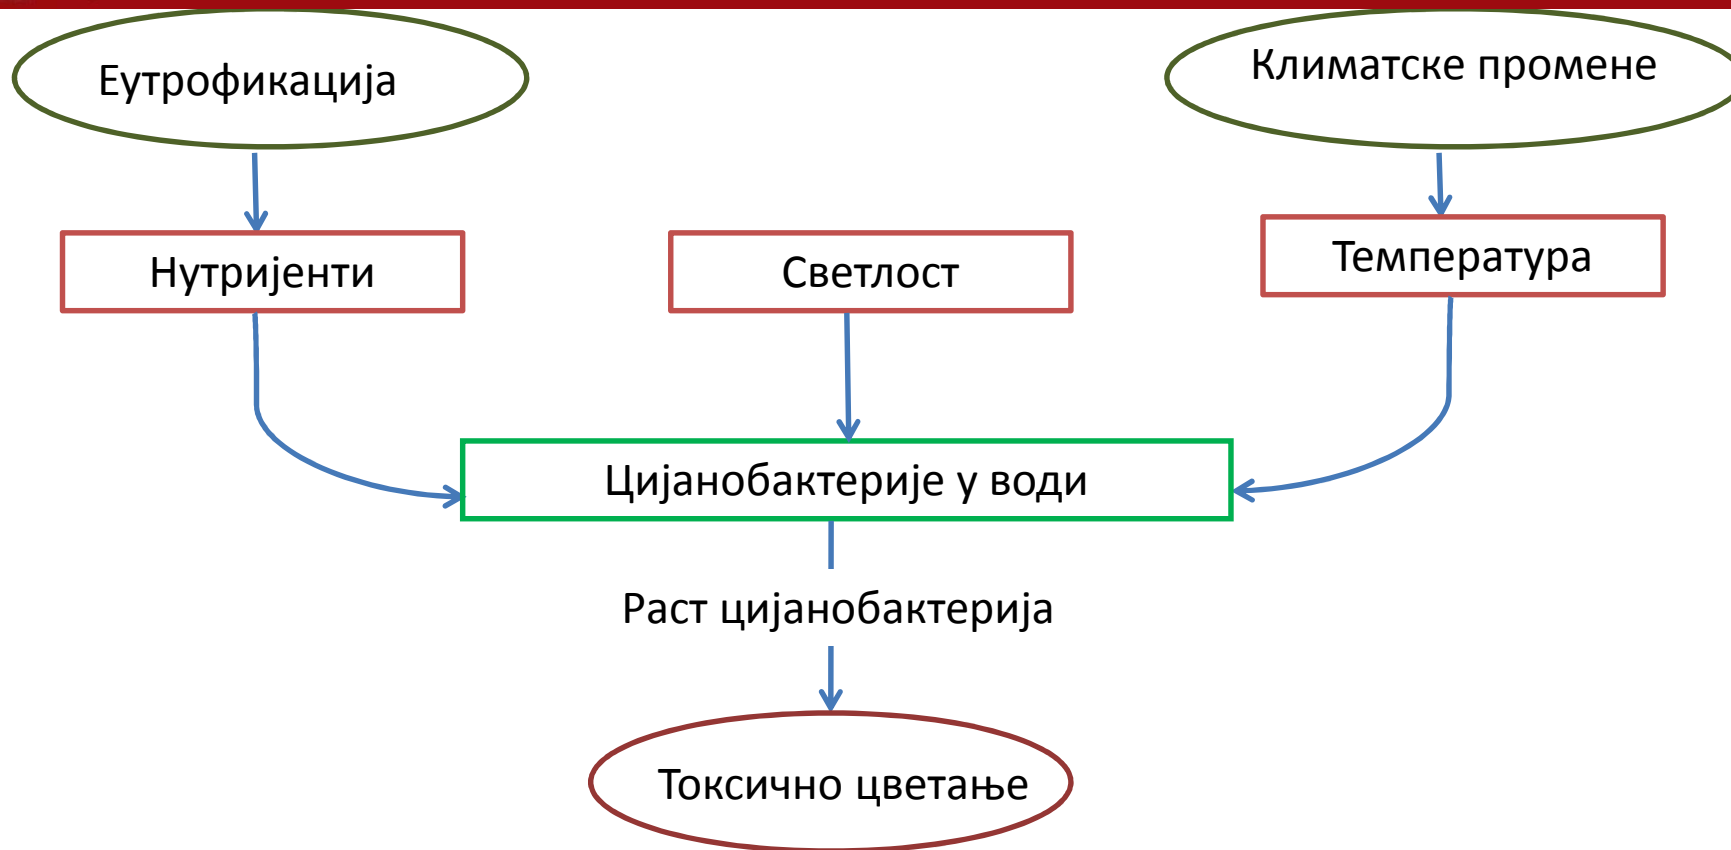 Еутрофикација
Климатске промене
Нутријенти
Светлост
Температура
Цијанобактерије у води
Раст цијанобактерија
Токсично цветање